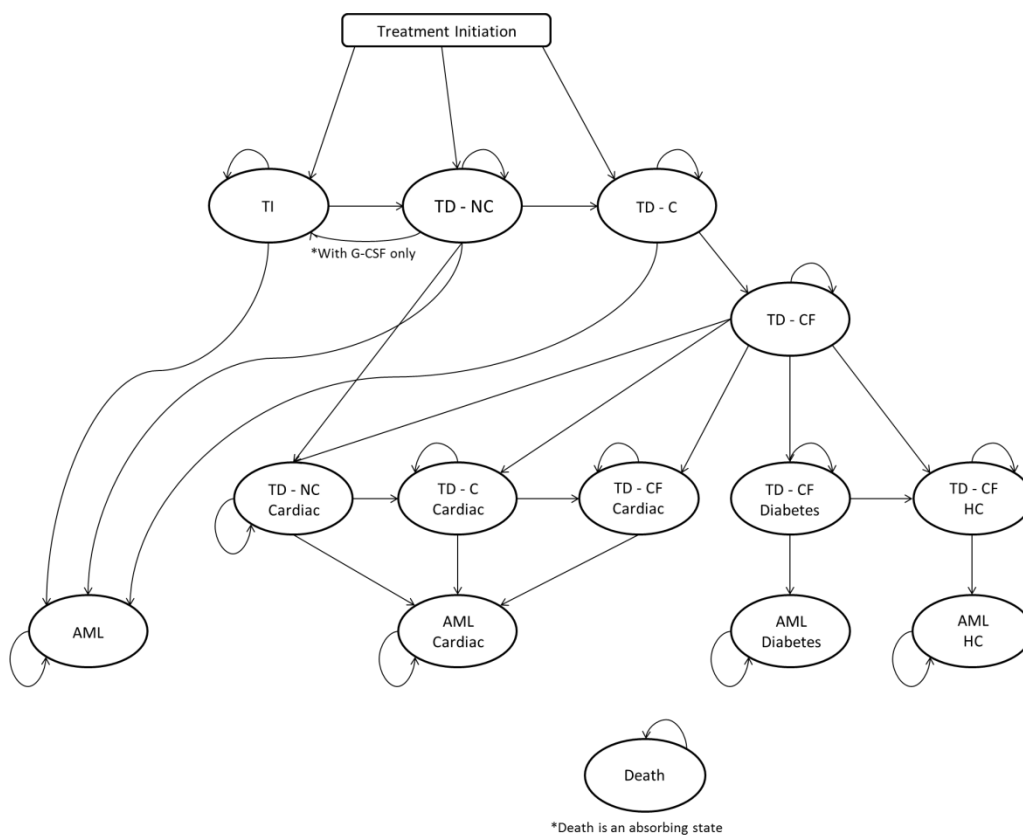 Treatment Initiation
TI
TD - NC
TD - C
*With G-CSF only
TD - CF
TD - NC
Cardiac
TD - C
Cardiac
TD - CF
Cardiac
TD - CF
Diabetes
TD - CF
HC
AML
AML
Cardiac
AML
Diabetes
AML
HC
Death
*Death is an absorbing state